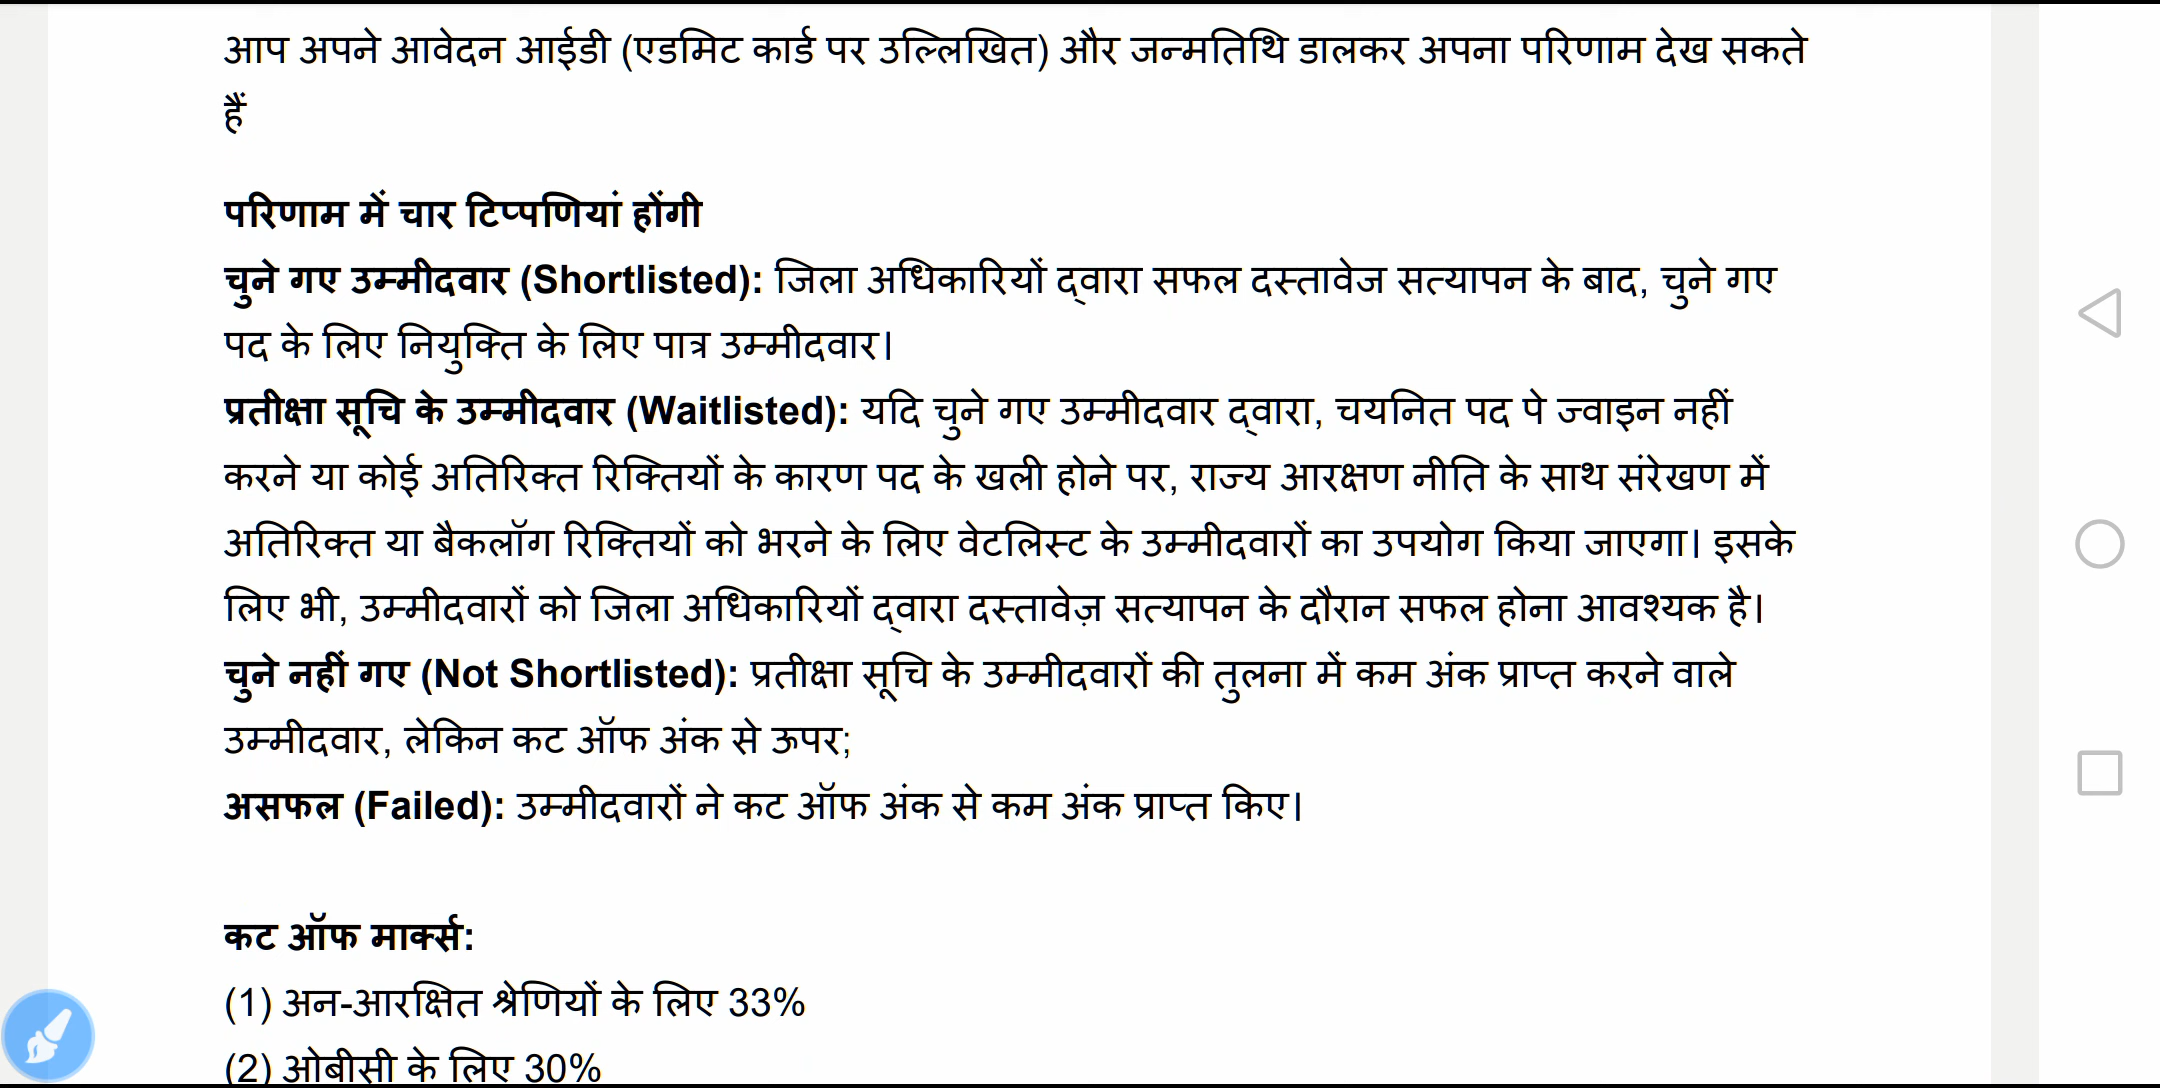 आप अपने आवेदन आईडी (एडमिट कार्ड पर उल्लिखित) और जन्मतिथि डालकर अपना परिणाम देख सकते
हैं
परिणाम में चार टिप्पणियां होंगी
चुने गए उम्मीदवार (Shortlisted): जिला अधिकारियों द्वारा सफल दस्तावेज सत्यापन के बाद, चुने गए
पद के लिए नियुक्ति के लिए पात्र उम्मीदवार।
प्रतीक्षा सूचि के उम्मीदवार (Waitlisted): यदि चुने गए उम्मीदवार द्वारा, चयनित पद पे ज्वाइन नहीं
करने या कोई अतिरिक्त रिक्तियों के कारण पद के खली होने पर, राज्य आरक्षण नीति के साथ संरेखण में
अतिरिक्त या बैकलॉग रिक्तियों को भरने के लिए वेटलिस्ट के उम्मीदवारों का उपयोग किया जाएगा। इसके
लिए भी, उम्मीदवारों को जिला अधिकारियों द्वारा दस्तावेज़ सत्यापन के दौरान सफल होना आवश्यक है।
चुने नहीं गए (Not Shortlisted): प्रतीक्षा सूचि के उम्मीदवारों की तुलना में कम अंक प्राप्त करने वाले
उम्मीदवार, लेकिन कट ऑफ अंक से ऊपर;
असफल (Failed): उम्मीदवारों ने कट ऑफ अंक से कम अंक प्राप्त किए।
कट ऑफ मार्क्स:
(1) अन-आरक्षित श्रेणियों के लिए 33%
(2) ओबीसी के लिए 30%